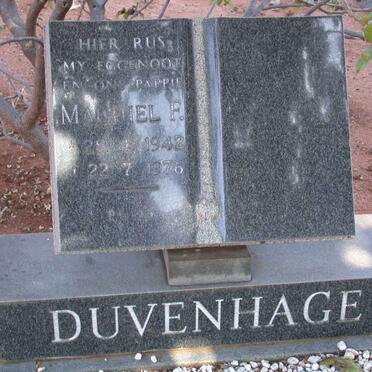 HIER RUS
MY EGGENOOT
EN ONS PAPPIE
F.
1942
22-7-1976
DUVENHAGE